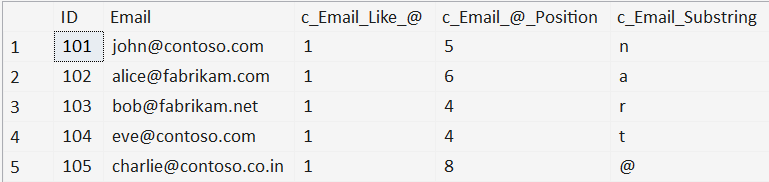 ID Email c_Email_Like_@ c_Email_@_Position c_Email_Substring
1 101 john@contoso.com 1 5 n
2 102 alice@fabrikam.com 1 6 a
3 103 bob@fabrikam.net 1 4 r
4 104 eve@contoso.com 1 4 t
5 105 charlie@contoso.co.in 1 8 @